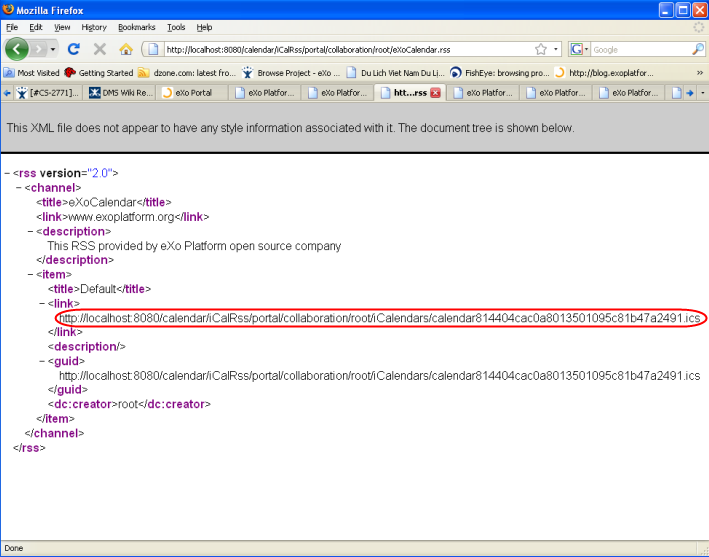 Mozilla Firefox
File Edit View History Bookmarks Tools Help
http://localhost:8080/calendar/iCalRss/portal/collaboration/root/eXoCalendar.rss
Google
Most Visited Getting Started dzone.com: latest fro... Browse Project - eXo ... Du Lich Viet Nam Du Li... FishEye: browsing pro... http://blog.exoplatform... »
[#CS-2771]... DMS Wiki Re... eXo Portal eXo Platfor... eXo Platfor... htt...rss eXo Platfor... eXo Platfor... eXo Platfor...
This XML file does not appear to have any style information associated with it. The document tree is shown below.
− <rss version="2.0">
− <channel>
<title>eXoCalendar</title>
<link>www.exoplatform.org</link>
− <description>
This RSS provided by eXo Platform open source company
</description>
− <item>
<title>Default</title>
− <link>
http://localhost:8080/calendar/iCalRss/portal/collaboration/root/iCalendars/calendar814404cac0a8013501095c81b47a2491.ics
</link>
<description/>
− <guid>
http://localhost:8080/calendar/iCalRss/portal/collaboration/root/iCalendars/calendar814404cac0a8013501095c81b47a2491.ics
</guid>
<dc:creator>root</dc:creator>
</item>
</channel>
</rss>
Done